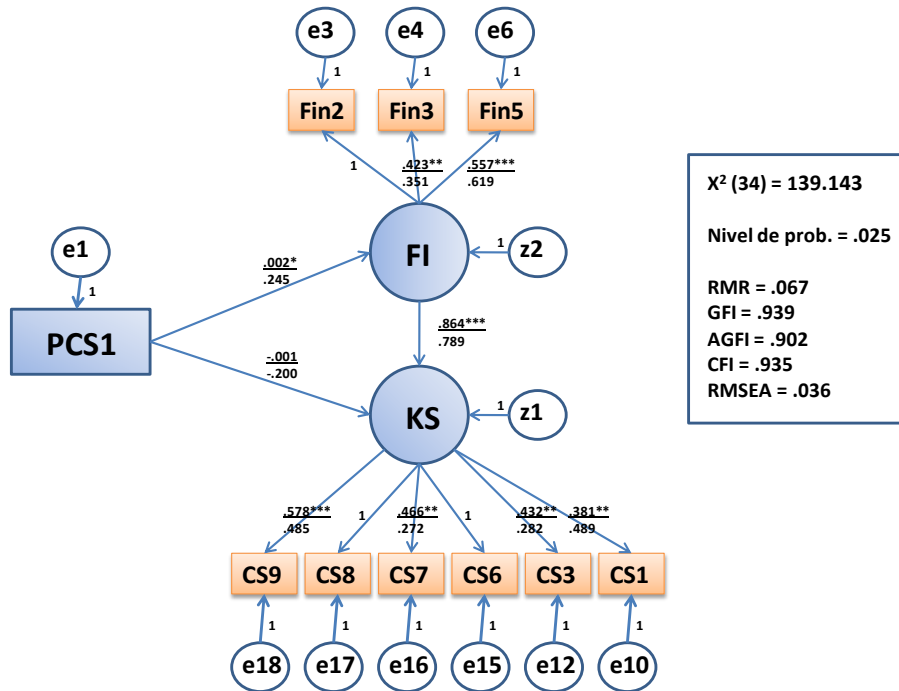 e3 e4 e6
1 1 1
Fin2 Fin3 Fin5
1 .423** .557***
.351 .619
X² (34) = 139.143
Nivel de prob. = .025
RMR = .067
GFI = .939
AGFI = .902
CFI = .935
RMSEA = .036
e1
1
PCS1
.002*
.245
FI
1 z2
.864***
.789
-.001
-.200
KS
1 z1
.578*** 1 .466** 1 .432** .381**
.485 .272 .282 .489
CS9 CS8 CS7 CS6 CS3 CS1
1 1 1 1 1 1
e18 e17 e16 e15 e12 e10